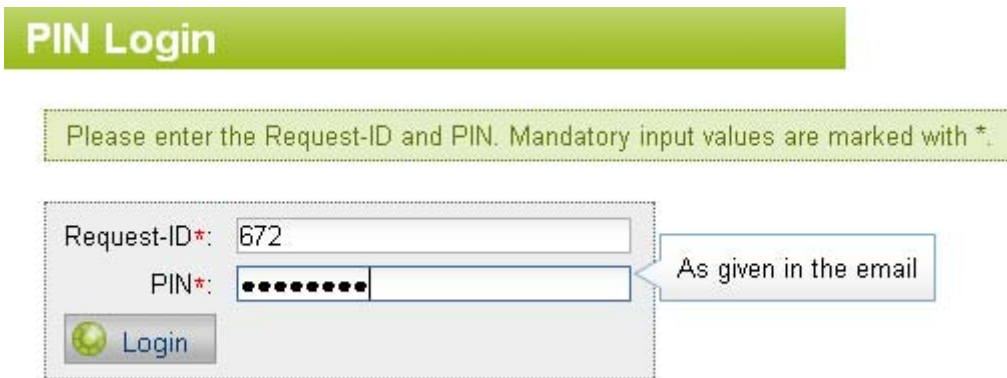 PIN Login
Please enter the Request-ID and PIN. Mandatory input values are marked with *.
Request-ID*: 672
PIN*: ●●●●●●●● As given in the email
Login